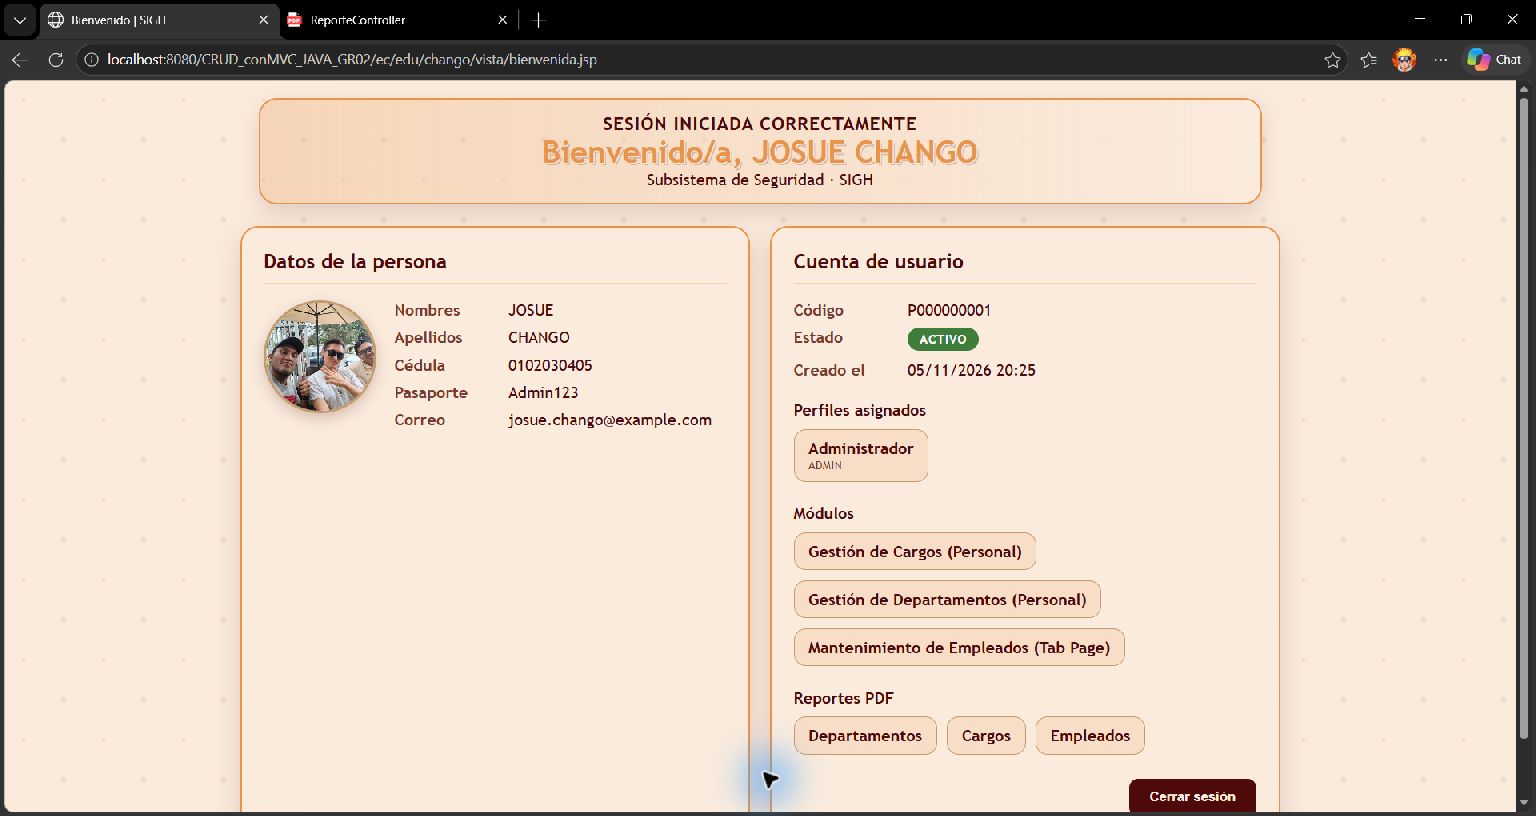 Bienvenido | SIGH
ReporteController
localhost:8080/CRUD_conMVC_JAVA_GR02/ec/edu/chango/vista/bienvenida.jsp
Chat
SESIÓN INICIADA CORRECTAMENTE
Bienvenido/a, JOSUE CHANGO
Subsistema de Seguridad · SIGH
Datos de la persona
Nombres JOSUE
Apellidos CHANGO
Cédula 0102030405
Pasaporte Admin123
Correo josue.chango@example.com
Cuenta de usuario
Código P000000001
Estado ACTIVO
Creado el 05/11/2026 20:25
Perfiles asignados
Administrador
ADMIN
Módulos
Gestión de Cargos (Personal)
Gestión de Departamentos (Personal)
Mantenimiento de Empleados (Tab Page)
Reportes PDF
Departamentos Cargos Empleados
Cerrar sesión